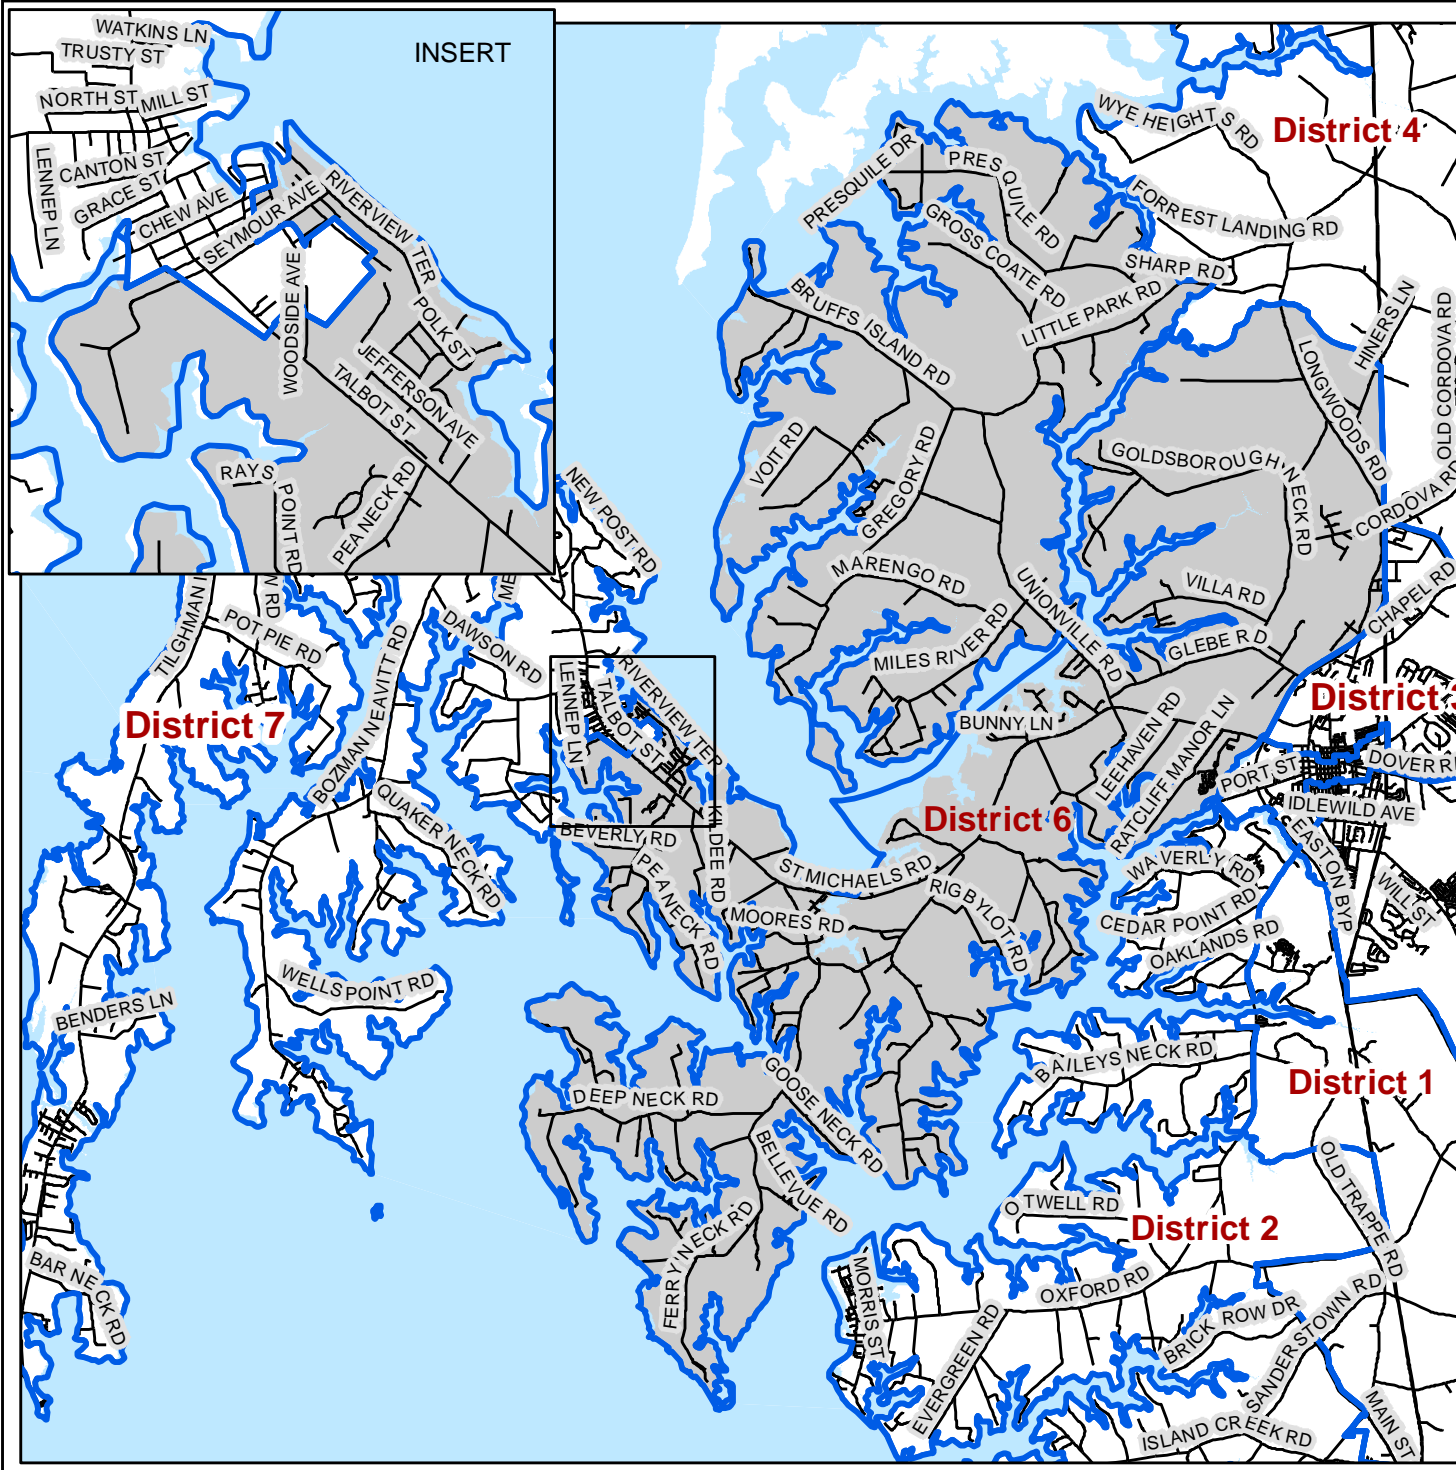 INSERT
WATKINS LN
TRUSTY ST
NORTH ST
MILL ST
CANTON ST
LENNEP LN
GRACE ST
CHEW AVE
SEYMOUR AVE
RIVERVIEW TER
WOODSIDE AVE
POLK ST
JEFFERSON AVE
TALBOT ST
RAYS POINT RD
PEA NECK RD
WYE HEIGHTS RD
District 4
PRESQUILE DR
PRESQUILE RD
FORREST LANDING RD
GROSS COATE RD
SHARP RD
LITTLE PARK RD
BRUFFS ISLAND RD
HINERS LN
OLD CORDOVA RD
LONGWOODS RD
VOIT RD
GREGORY RD
GOLDSBOROUGH NECK RD
CORDOVA R
NEW POST RD
MARENGO RD
UNIONVILLE RD
VILLA RD
CHAPEL RD
TILGHMAN I
W RD
POT PIE RD
ME
DAWSON RD
MILES RIVER RD
GLEBE RD
BOZMAN NEAVITT RD
LENNEP LN
RIVERVIEW TER
TALBOT ST
District 7
BUNNY LN
LEEHAVEN RD
RATCLIFF MANOR LN
District
PORT ST
DOVER R
IDLEWILD AVE
QUAKER NECK RD
BEVERLY RD
KILDEE RD
District 6
EASTON BYP
PEA NECK RD
ST. MICHAELS RD
RIGBYLOT RD
WAVERLY RD
WILL ST
MOORES RD
CEDAR POINT RD
OAKLANDS RD
WELLS POINT RD
BENDERS LN
BAILEYS NECK RD
DEEP NECK RD
GOOSE NECK RD
District 1
BELLEVUE RD
OLD TRAPPE RD
OTWELL RD
District 2
FERRY NECK RD
BAR NECK RD
MORRIS ST
OXFORD RD
EVERGREEN RD
BRICK ROW DR
SANDERSTOWN RD
ISLAND CREEK RD
MAIN ST